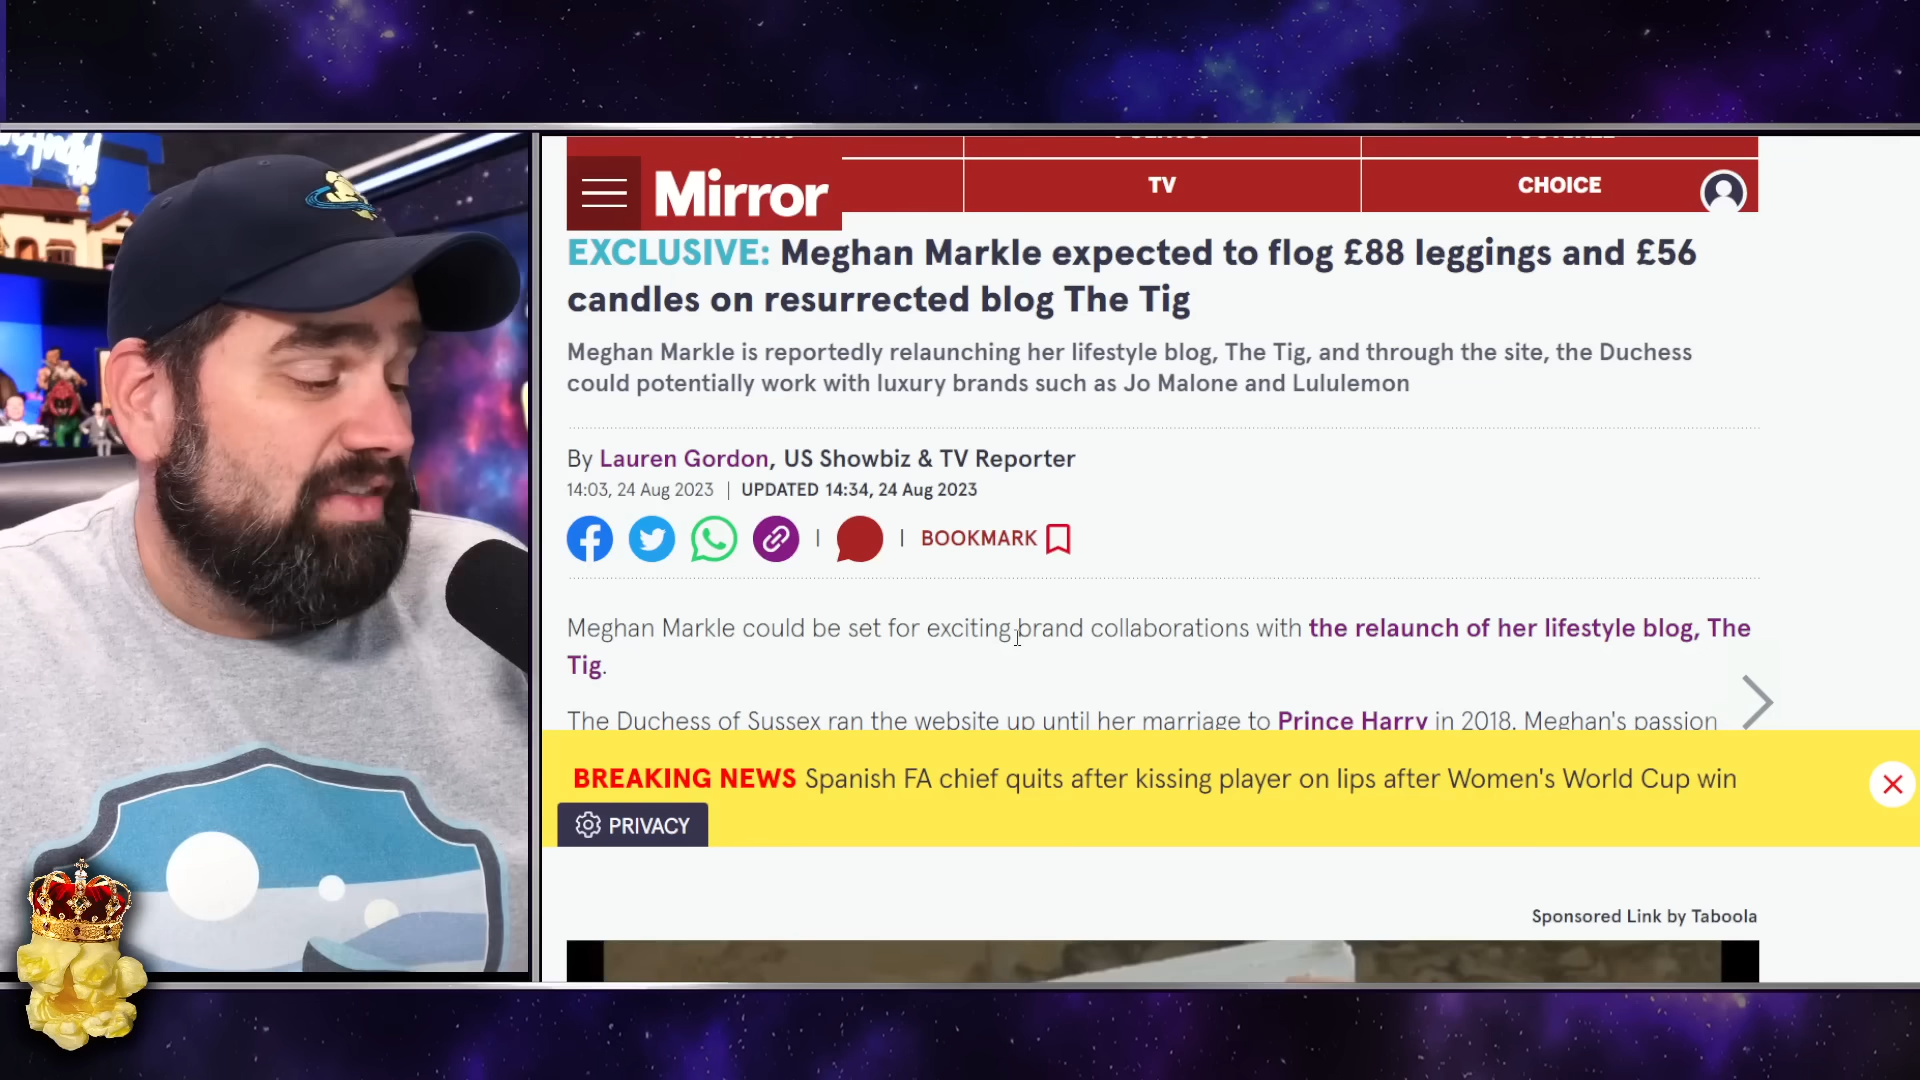 Mirror
TV
CHOICE
EXCLUSIVE: Meghan Markle expected to flog £88 leggings and £56
candles on resurrected blog The Tig
Meghan Markle is reportedly relaunching her lifestyle blog, The Tig, and through the site, the Duchess
could potentially work with luxury brands such as Jo Malone and Lululemon
By Lauren Gordon, US Showbiz & TV Reporter
14:03, 24 Aug 2023 | UPDATED 14:34, 24 Aug 2023
BOOKMARK
Meghan Markle could be set for exciting brand collaborations with the relaunch of her lifestyle blog, The
Tig.
The Duchess of Sussex ran the website up until her marriage to Prince Harry in 2018. Meghan's passion
BREAKING NEWS Spanish FA chief quits after kissing player on lips after Women's World Cup win
PRIVACY
Sponsored Link by Taboola